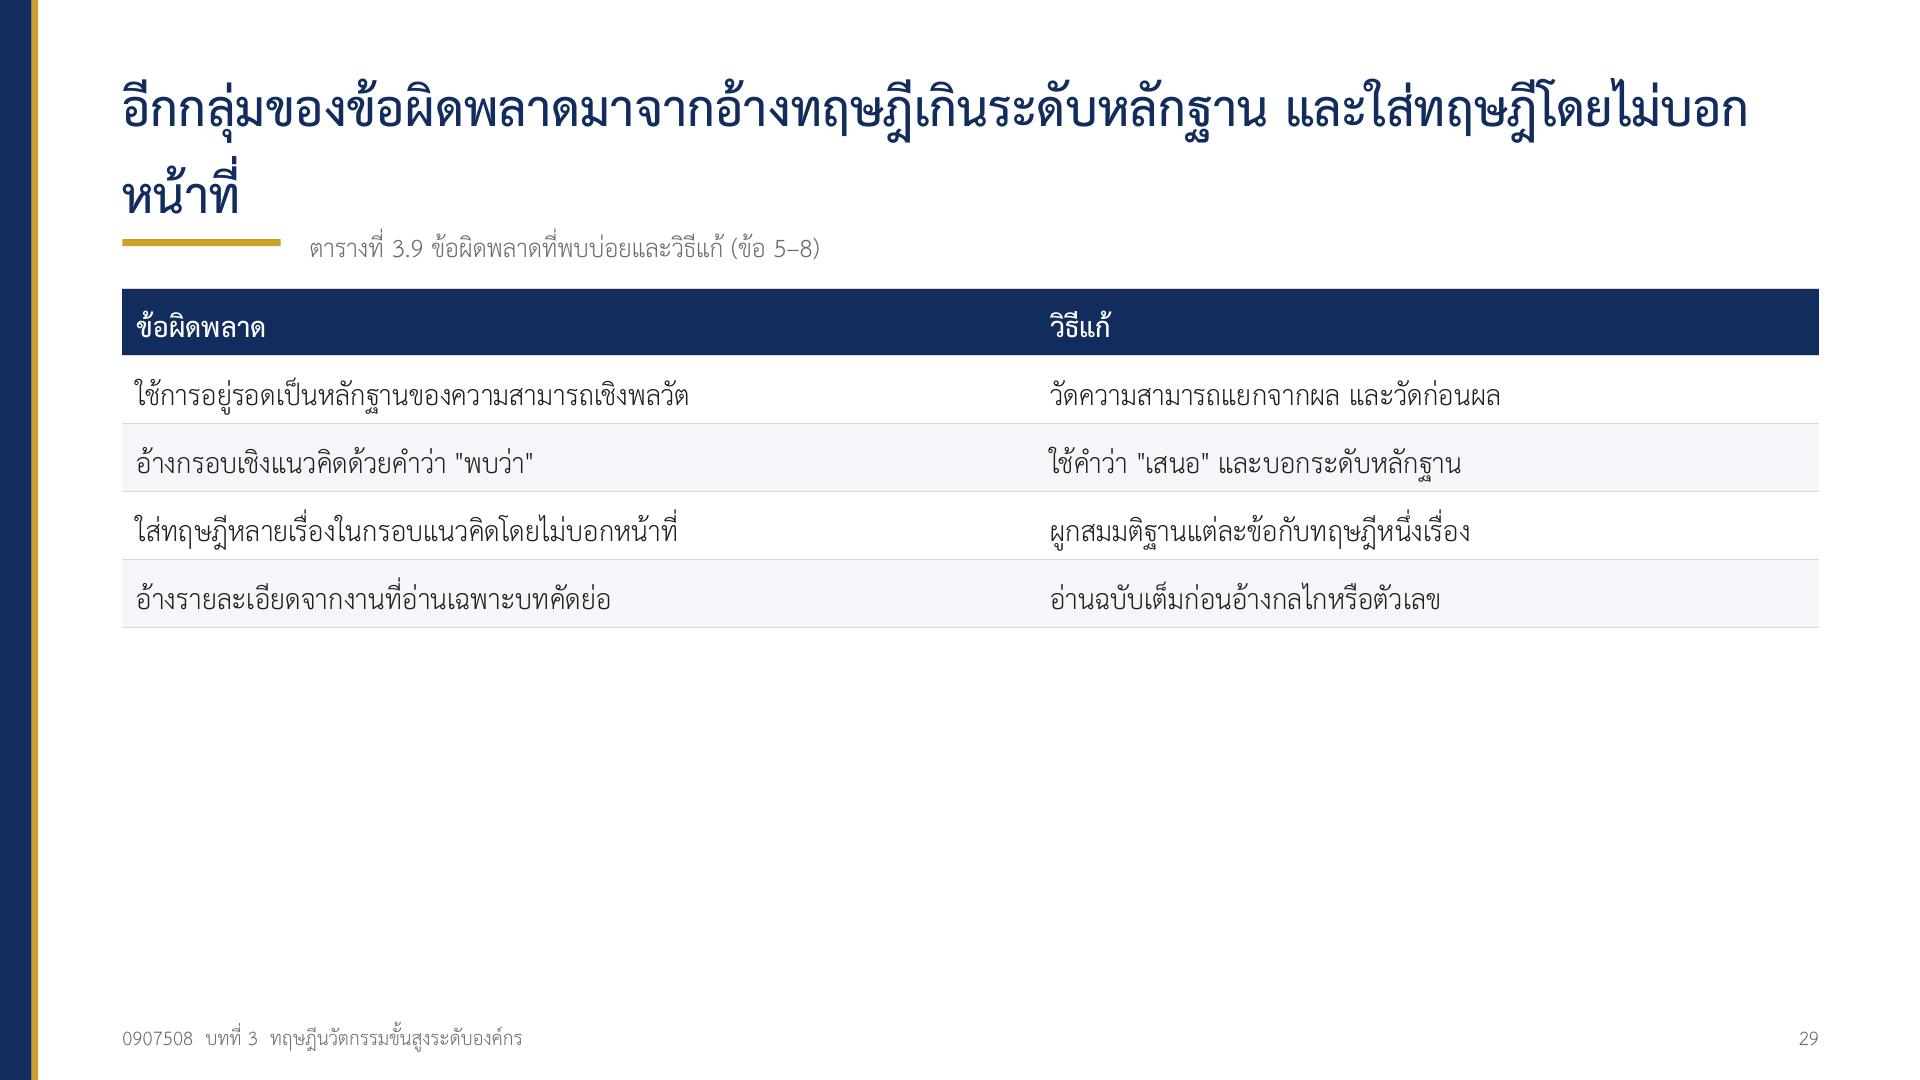 อีกกลุ่มของข้อผิดพลาดมาจากอ้างทฤษฎีเกินระดับหลักฐาน และใส่ทฤษฎีโดยไม่บอก
หน้าที่
ตารางที่ 3.9 ข้อผิดพลาดที่พบบ่อยและวิธีแก้ (ข้อ 5–8)
ข้อผิดพลาด วิธีแก้
ใช้การอยู่รอดเป็นหลักฐานของความสามารถเชิงพลวัต วัดความสามารถแยกจากผล และวัดก่อนผล
อ้างกรอบเชิงแนวคิดด้วยคำว่า "พบว่า" ใช้คำว่า "เสนอ" และบอกระดับหลักฐาน
ใส่ทฤษฎีหลายเรื่องในกรอบแนวคิดโดยไม่บอกหน้าที่ ผูกสมมติฐานแต่ละข้อกับทฤษฎีหนึ่งเรื่อง
อ้างรายละเอียดจากงานที่อ่านเฉพาะบทคัดย่อ อ่านฉบับเต็มก่อนอ้างกลไกหรือตัวเลข
0907508 บทที่ 3 ทฤษฎีนวัตกรรมขั้นสูงระดับองค์กร 29